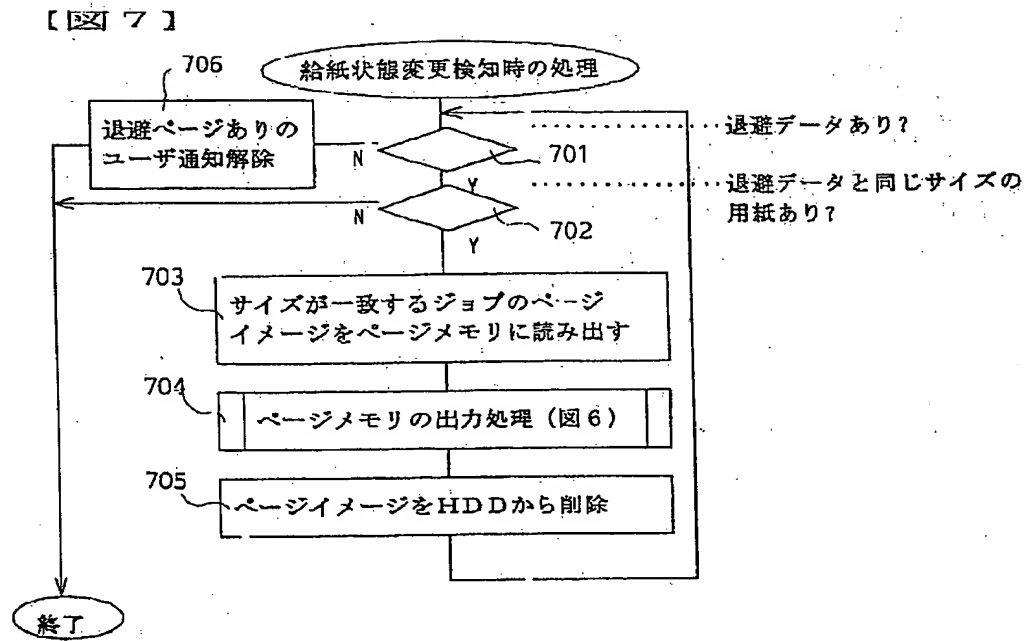 【図７】
給紙状態変更検知時の処理
706
退避ページありの
ユーザ通知解除
N
701
退避データあり?
Y
N
702
退避データと同じサイズの
用紙あり?
Y
703
サイズが一致するジョブのページ
イメージをページメモリに読み出す
704
ページメモリの出力処理（図６）
705
ページイメージをＨＤＤから削除
終了